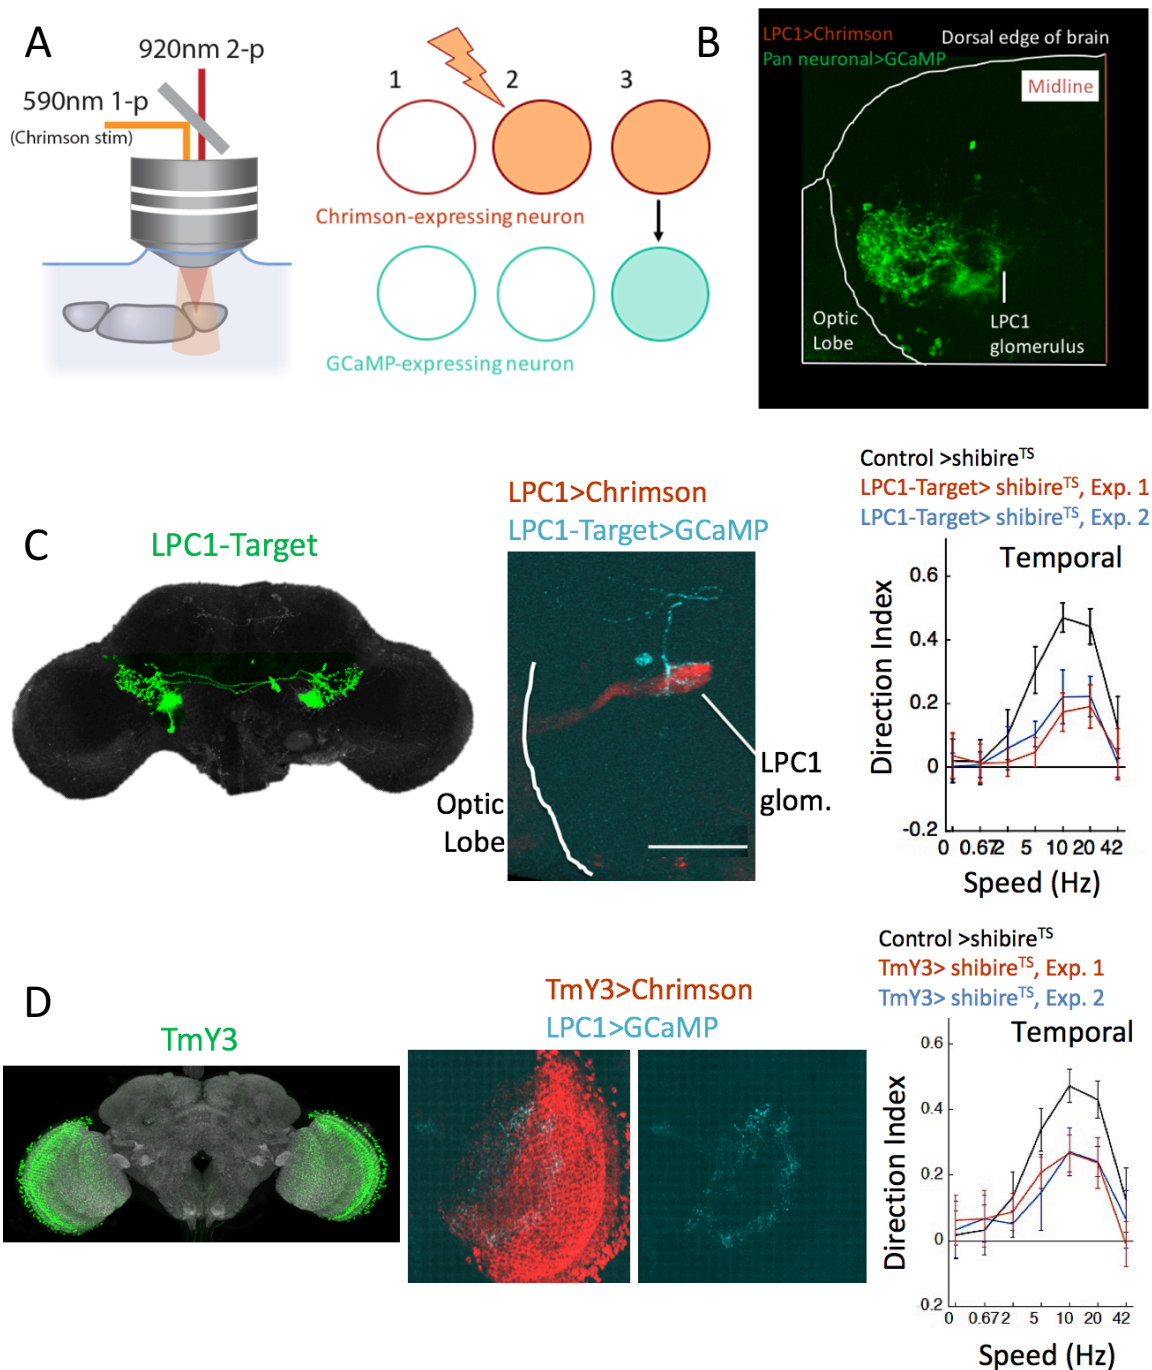 A
920nm 2-p
590nm 1-p
(Chrimson stim)
1
2
3
Chrimson-expressing neuron
GCaMP-expressing neuron
B
LPC1>Chrimson
Pan neuronal>GCaMP
Dorsal edge of brain
Midline
Optic
Lobe
LPC1
glomerulus
C
LPC1-Target
LPC1>Chrimson
LPC1-Target>GCaMP
Optic
Lobe
LPC1
glom.
Control >shibireTS
LPC1-Target> shibireTS, Exp. 1
LPC1-Target> shibireTS, Exp. 2
Temporal
Direction Index
0.6
0.4
0.2
0
-0.2
0 0.67 2 5 10 20 42
Speed (Hz)
D
TmY3
TmY3>Chrimson
LPC1>GCaMP
Control >shibireTS
TmY3> shibireTS, Exp. 1
TmY3> shibireTS, Exp. 2
Temporal
Direction Index
0.6
0.4
0.2
0
0.2
0 0.67 2 5 10 20 42
Speed (Hz)